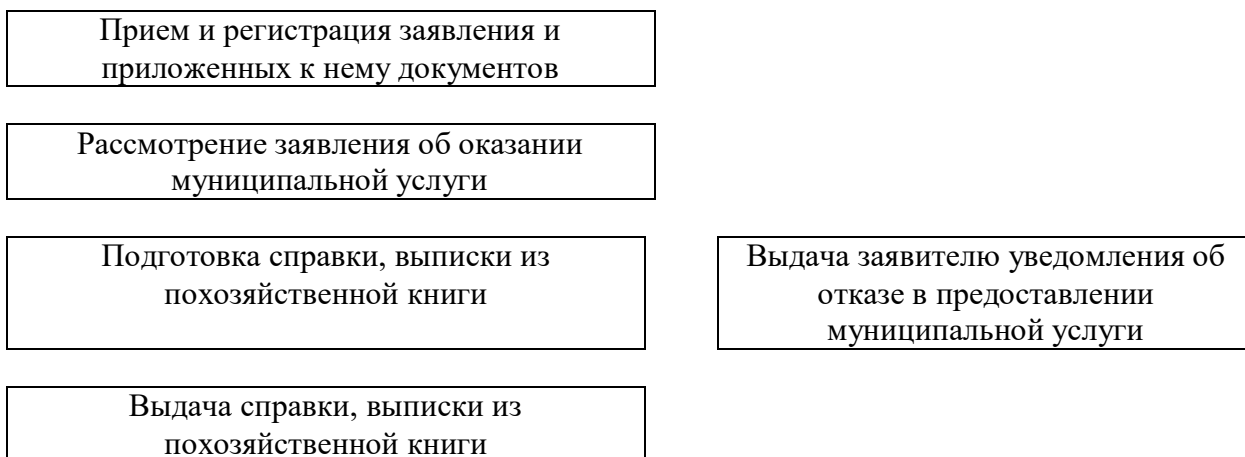 Прием и регистрация заявления и
приложенных к нему документов
Рассмотрение заявления об оказании
муниципальной услуги
Подготовка справки, выписки из
похозяйственной книги
Выдача заявителю уведомления об
отказе в предоставлении
муниципальной услуги
Выдача справки, выписки из
похозяйственной книги